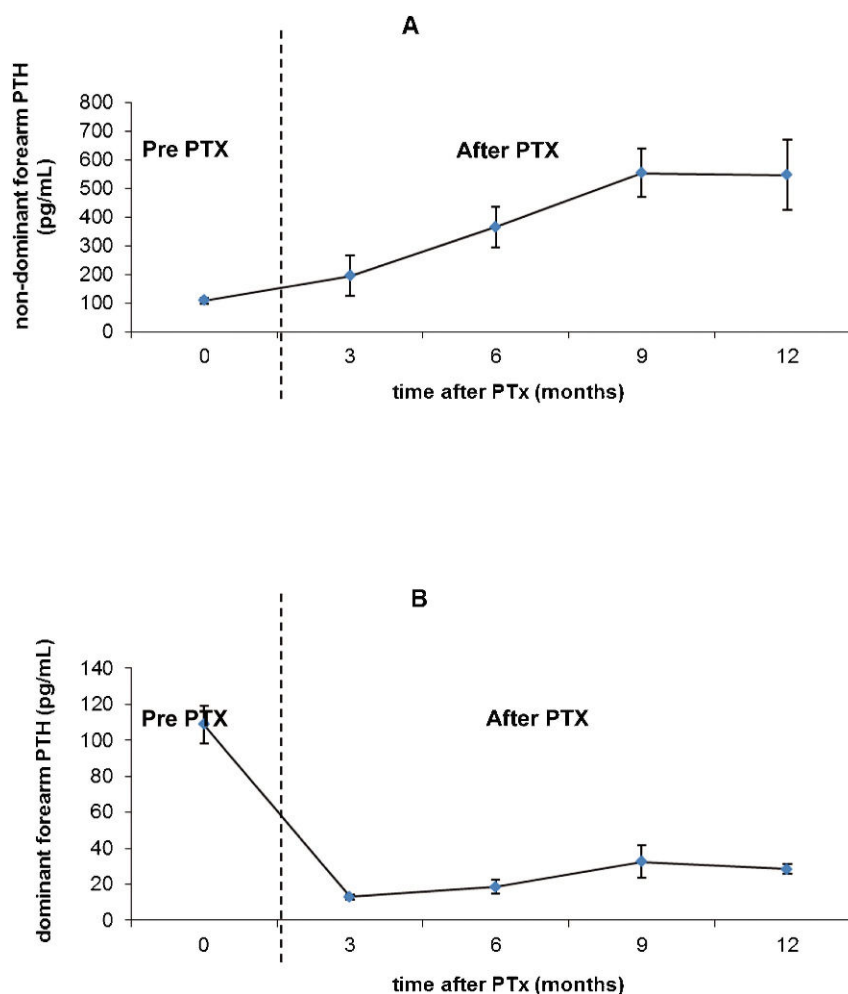 A
non-dominant forearm PTH
(pg/mL)
800
700
600
500
400
300
200
100
0
Pre PTX
After PTX
0 3 6 9 12
time after PTx (months)
B
dominant forearm PTH (pg/mL)
140
120
100
80
60
40
20
0
Pre PTX
After PTX
0 3 6 9 12
time after PTx (months)